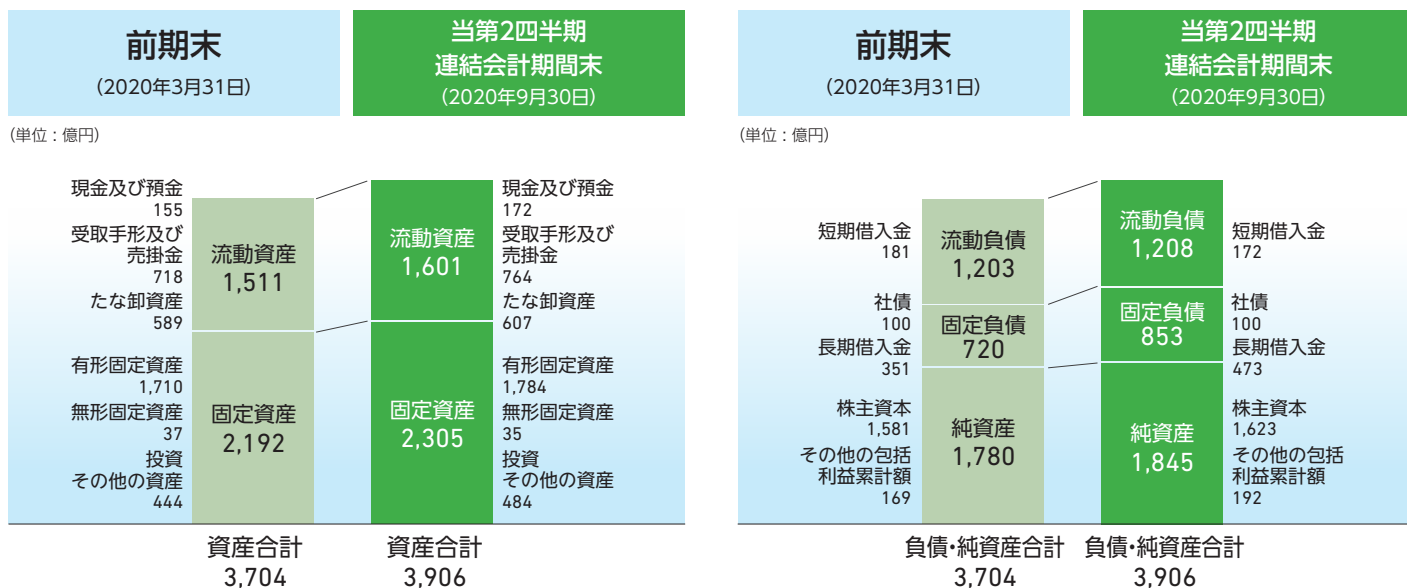 前期末
(2020年3月31日)
当第2四半期
連結会計期間末
(2020年9月30日)
(単位：億円)
現金及び預金
155
受取手形及び
売掛金
718
たな卸資産
589
有形固定資産
1,710
無形固定資産
37
投資
その他の資産
444
流動資産
1,511
固定資産
2,192
資産合計
3,704
流動資産
1,601
固定資産
2,305
資産合計
3,906
現金及び預金
172
受取手形及び
売掛金
764
たな卸資産
607
有形固定資産
1,784
無形固定資産
35
投資
その他の資産
484
前期末
(2020年3月31日)
当第2四半期
連結会計期間末
(2020年9月30日)
(単位：億円)
短期借入金
181
社債
100
長期借入金
351
株主資本
1,581
その他の包括
利益累計額
169
流動負債
1,203
固定負債
720
純資産
1,780
負債・純資産合計
3,704
流動負債
1,208
固定負債
853
純資産
1,845
負債・純資産合計
3,906
短期借入金
172
社債
100
長期借入金
473
株主資本
1,623
その他の包括
利益累計額
192